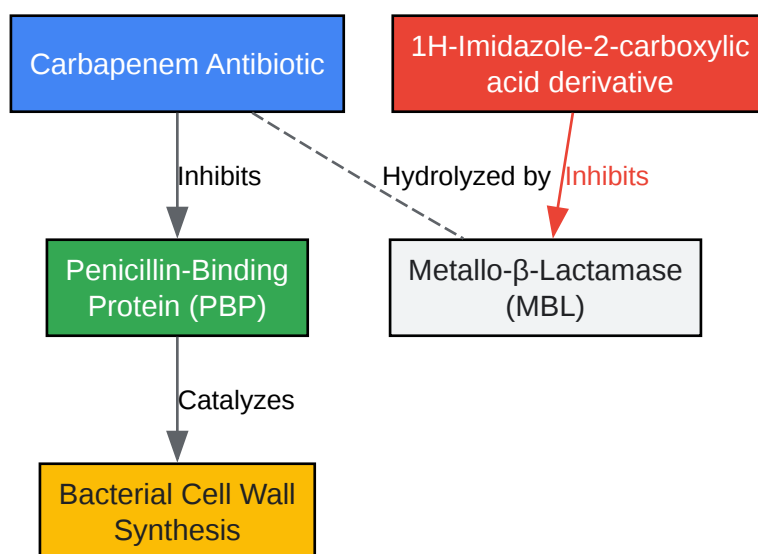 Carbapenem Antibiotic
1H-Imidazole-2-carboxylic
acid derivative
Inhibits
Hydrolyzed by
Inhibits
Penicillin-Binding
Protein (PBP)
Metallo-β-Lactamase
(MBL)
Catalyzes
Bacterial Cell Wall
Synthesis